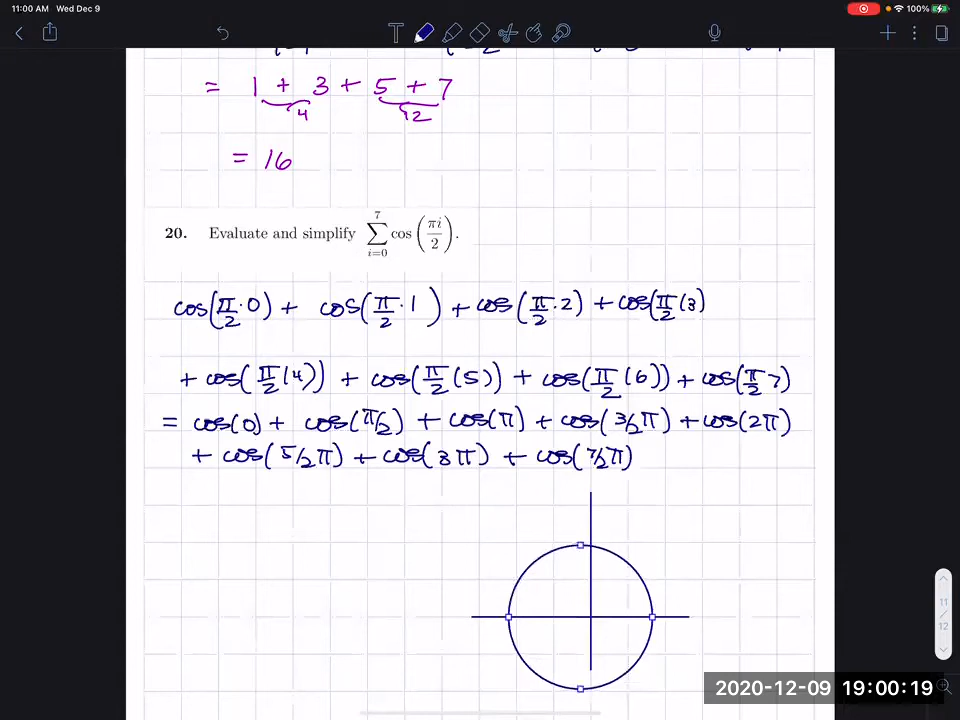 11:00 AM Wed Dec 9
100%
= 1 + 3 + 5 + 7
4 12
= 16
20. Evaluate and simplify \sum_{i=0}^{7} cos(πi/2).
cos(π/2 · 0) + cos(π/2 · 1) + cos(π/2 · 2) + cos(π/2 (3)
+ cos(π/2 (4)) + cos(π/2 (5)) + cos(π/2 (6)) + cos(π/2 7)
= cos(0) + cos(π/2) + cos(π) + cos(3/2 π) + cos(2π)
+ cos(5/2 π) + cos(3π) + cos(7/2 π)
11
/
12
2020-12-09 19:00:19